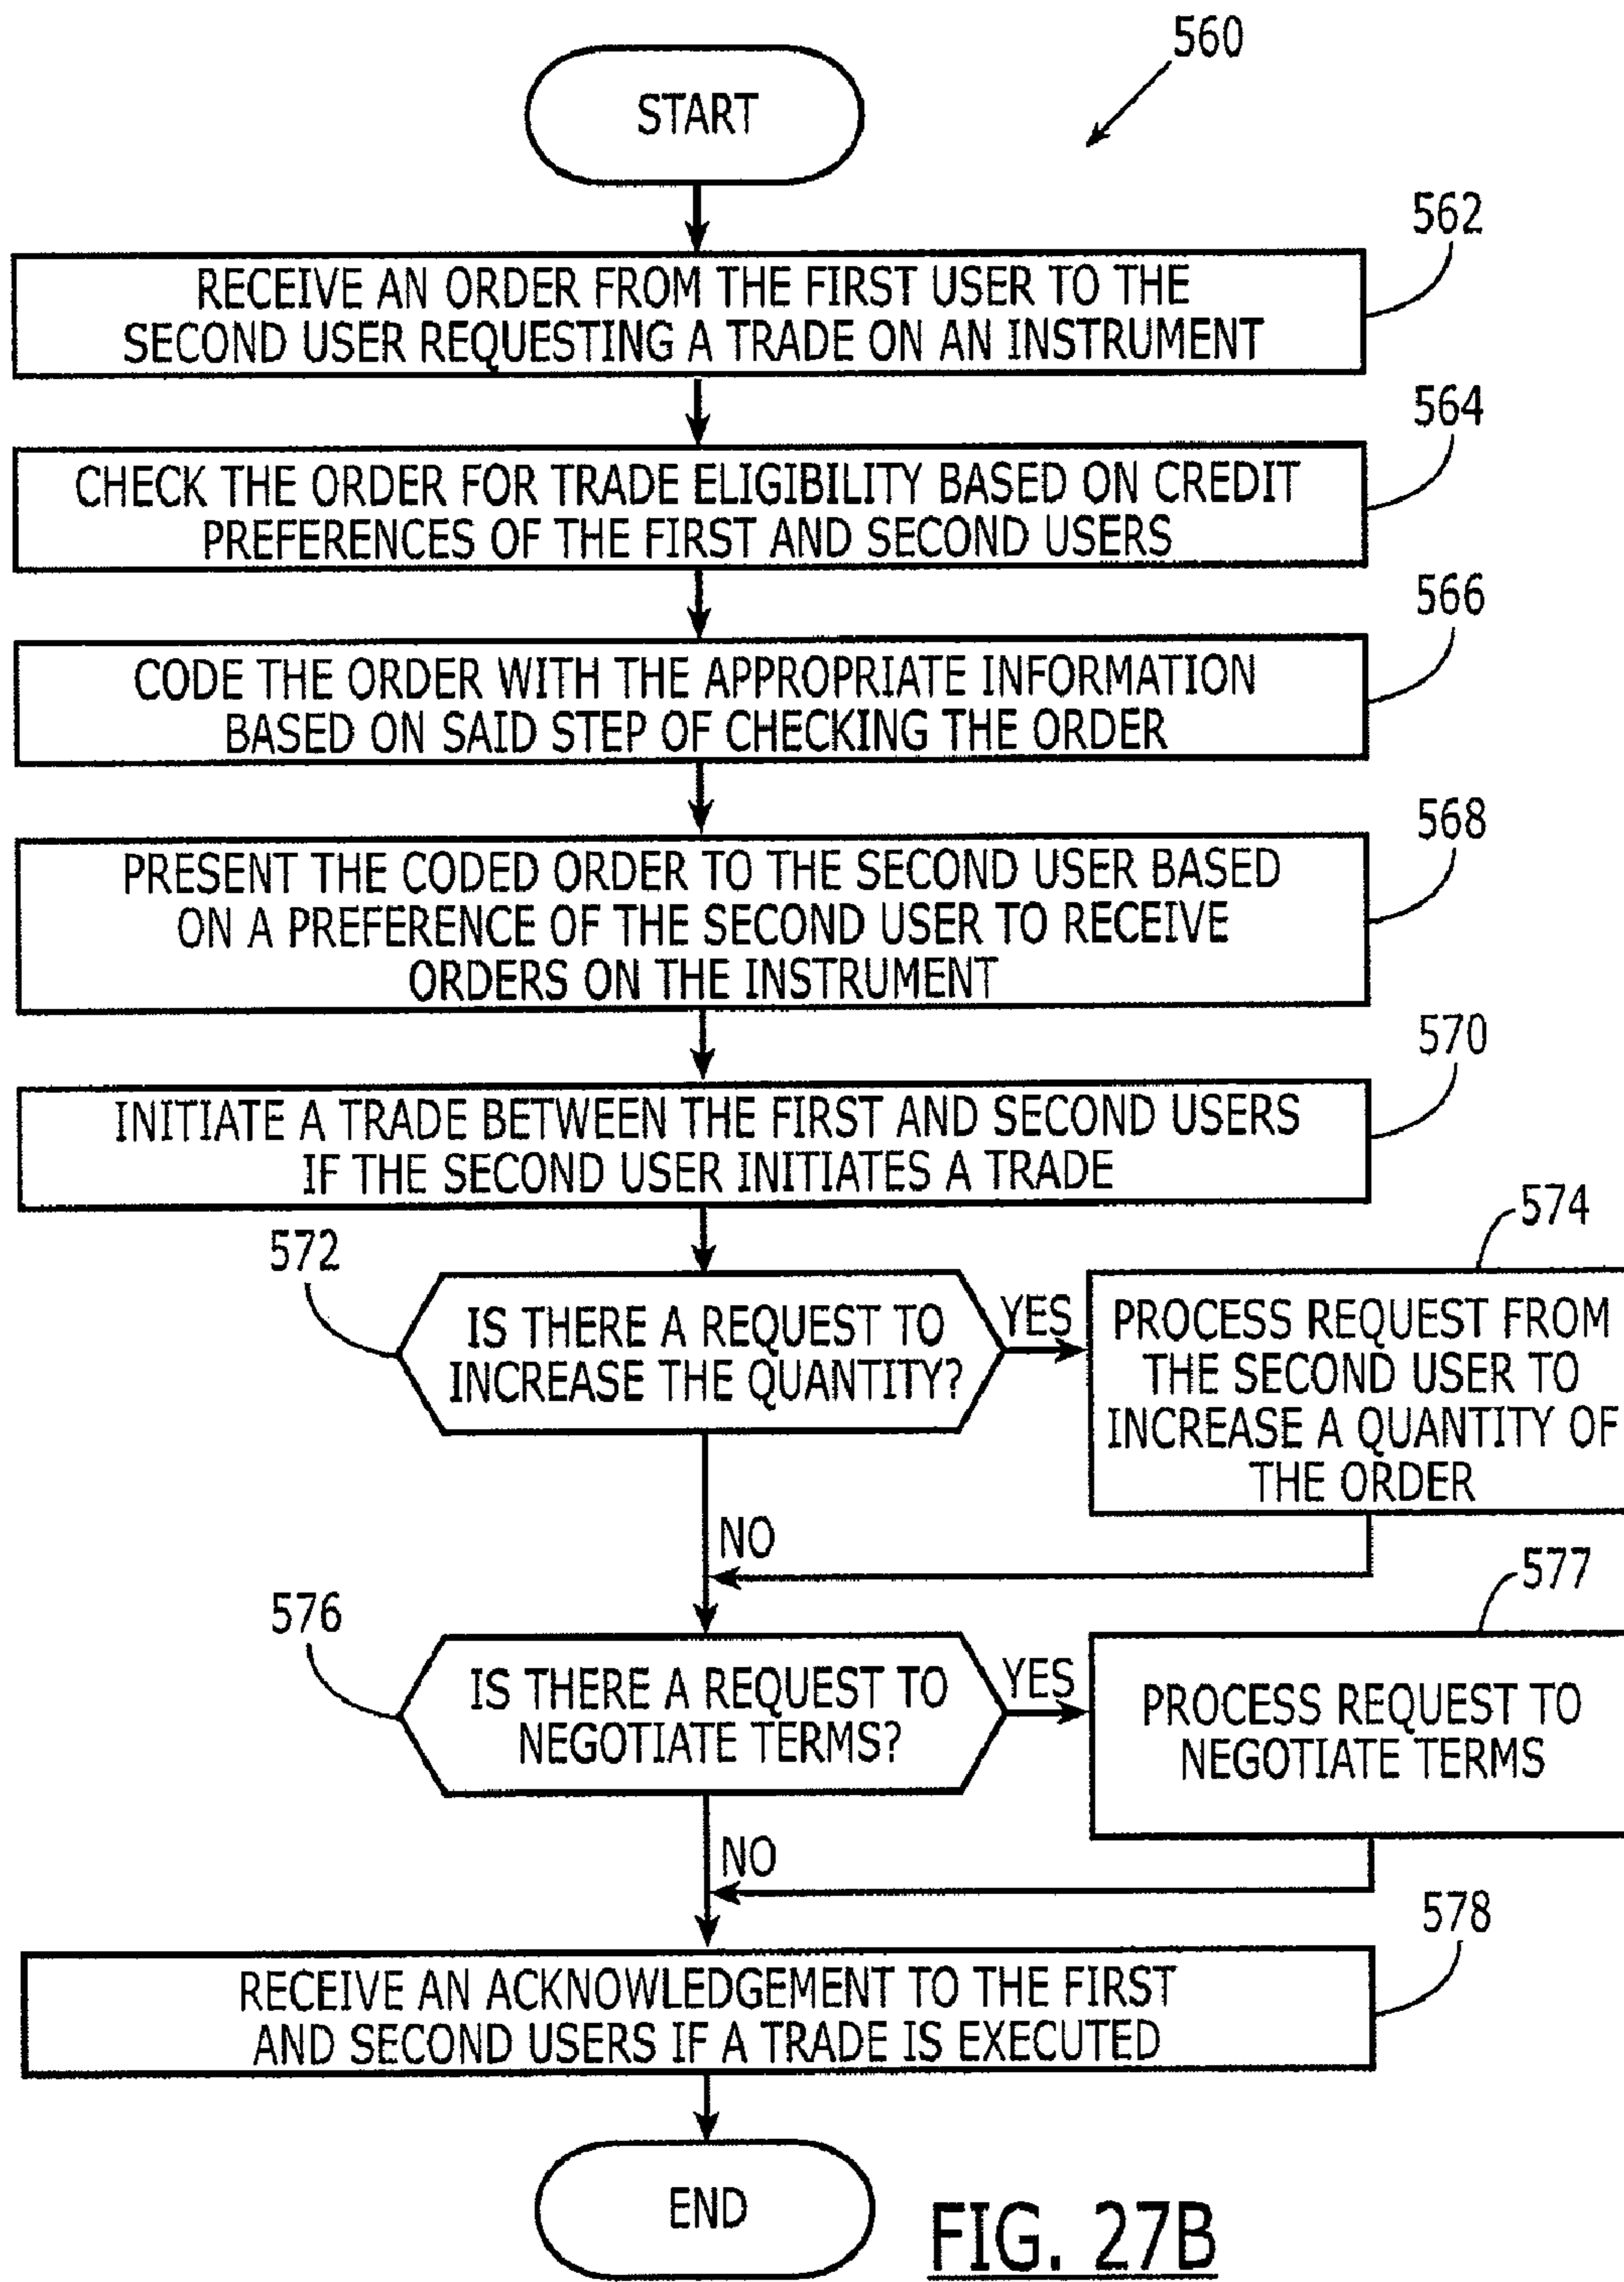 560
START
562
RECEIVE AN ORDER FROM THE FIRST USER TO THE
SECOND USER REQUESTING A TRADE ON AN INSTRUMENT
564
CHECK THE ORDER FOR TRADE ELIGIBILITY BASED ON CREDIT
PREFERENCES OF THE FIRST AND SECOND USERS
566
CODE THE ORDER WITH THE APPROPRIATE INFORMATION
BASED ON SAID STEP OF CHECKING THE ORDER
568
PRESENT THE CODED ORDER TO THE SECOND USER BASED
ON A PREFERENCE OF THE SECOND USER TO RECEIVE
ORDERS ON THE INSTRUMENT
570
INITIATE A TRADE BETWEEN THE FIRST AND SECOND USERS
IF THE SECOND USER INITIATES A TRADE
572
IS THERE A REQUEST TO
INCREASE THE QUANTITY?
YES
574
PROCESS REQUEST FROM
THE SECOND USER TO
INCREASE A QUANTITY OF
THE ORDER
NO
576
IS THERE A REQUEST TO
NEGOTIATE TERMS?
YES
577
PROCESS REQUEST TO
NEGOTIATE TERMS
NO
578
RECEIVE AN ACKNOWLEDGEMENT TO THE FIRST
AND SECOND USERS IF A TRADE IS EXECUTED
END
FIG. 27B